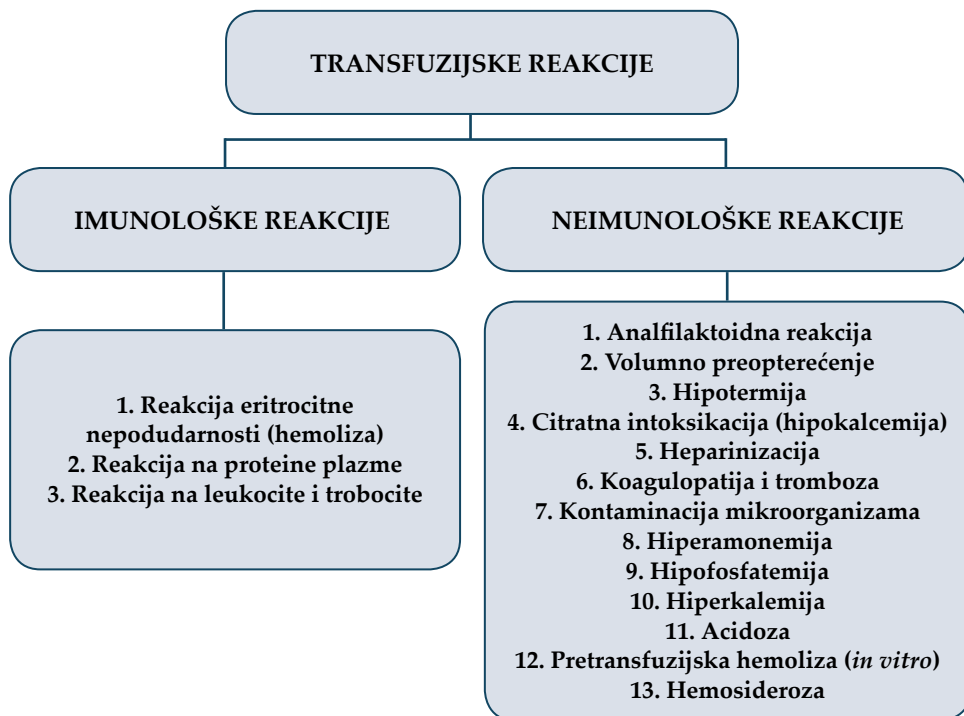 TRANSFUZIJSKE REAKCIJE
IMUNOLOŠKE REAKCIJE
NEIMUNOLOŠKE REAKCIJE
1. Reakcija eritrocitne
nepodudarnosti (hemoliza)
2. Reakcija na proteine plazme
3. Reakcija na leukocite i trobocite
1. Analfilaktoidna reakcija
2. Volumno preopterećenje
3. Hipotermija
4. Citratna intoksikacija (hipokalcemija)
5. Heparinizacija
6. Koagulopatija i tromboza
7. Kontaminacija mikroorganizama
8. Hiperamonemija
9. Hipofosfatemija
10. Hiperkalemija
11. Acidoza
12. Pretransfuzijska hemoliza (in vitro)
13. Hemosideroza